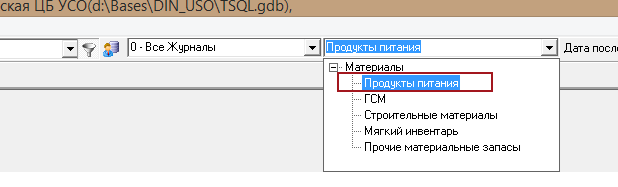 ская ЦБ УСО(d:\Bases\DIN_USO\TSQL.gdb),
0 - Все Журналы Продукты питания Дата посл
Материалы
Продукты питания
ГСМ
Строительные материалы
Мягкий инвентарь
Прочие материальные запасы